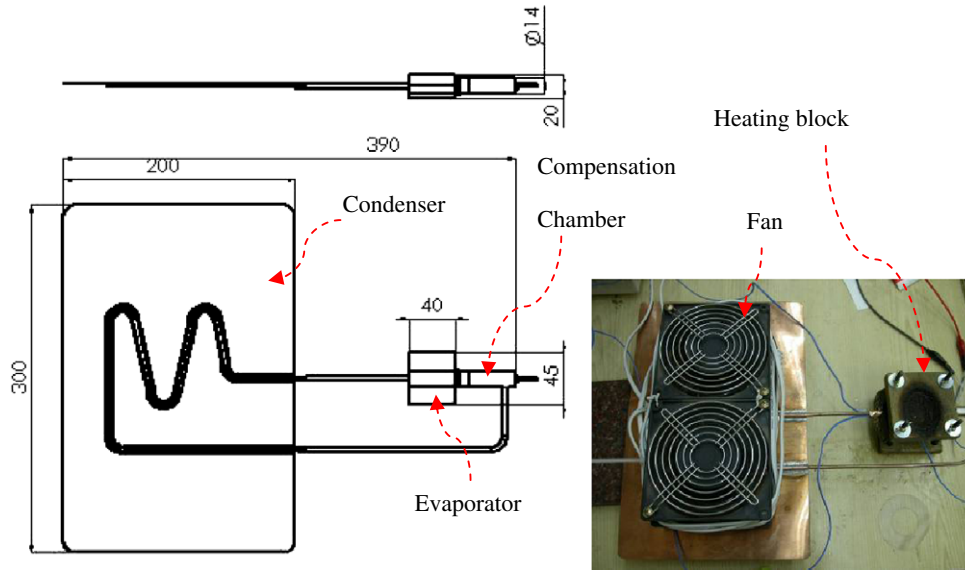 Ø14
20
390
200
Heating block
Compensation
Condenser
Chamber
Fan
40
300
45
Evaporator